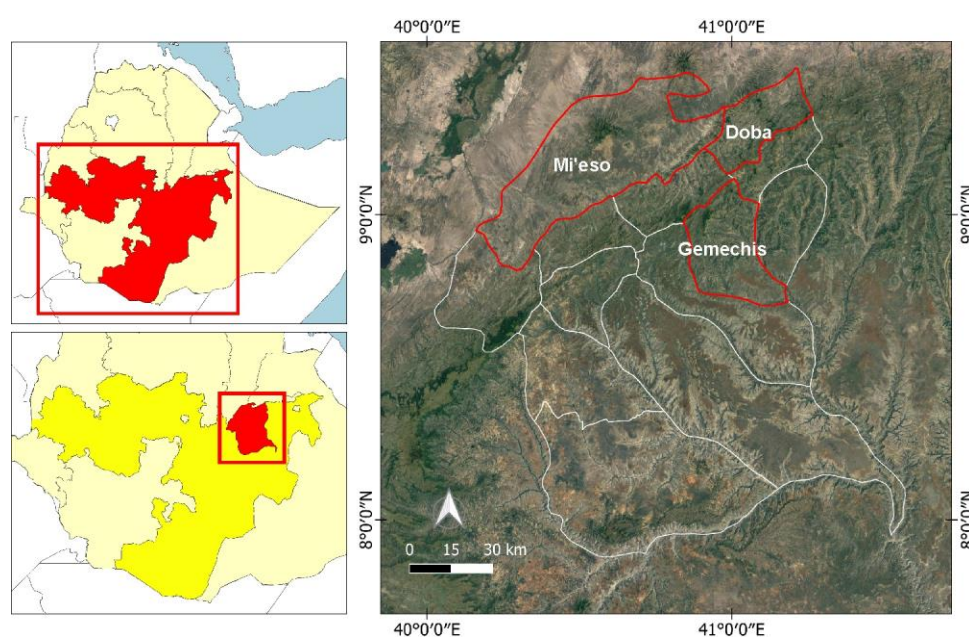 40°0′0″E 41°0′0″E
Doba
Mi'eso
9°0′0″N 9°0′0″N
Gemechis
8°0′0″N 8°0′0″N
0 15 30 km
40°0′0″E 41°0′0″E